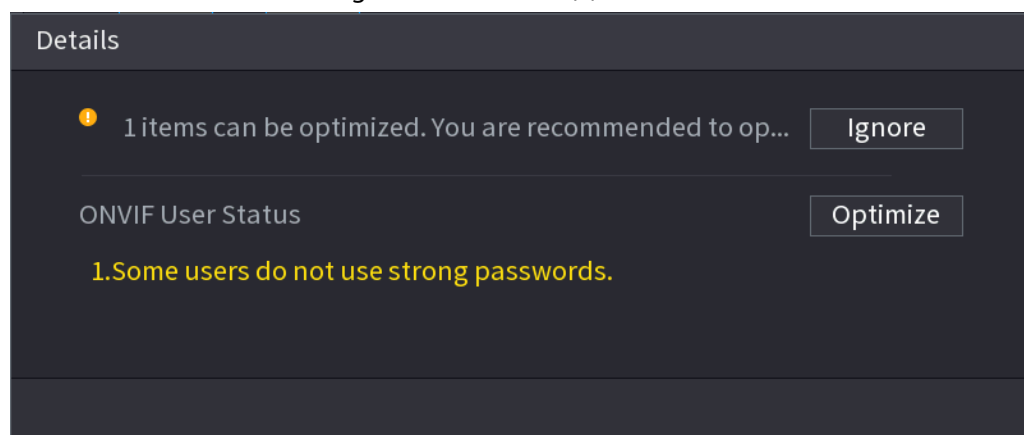 Details
1 items can be optimized. You are recommended to op... Ignore
ONVIF User Status Optimize
1.Some users do not use strong passwords.